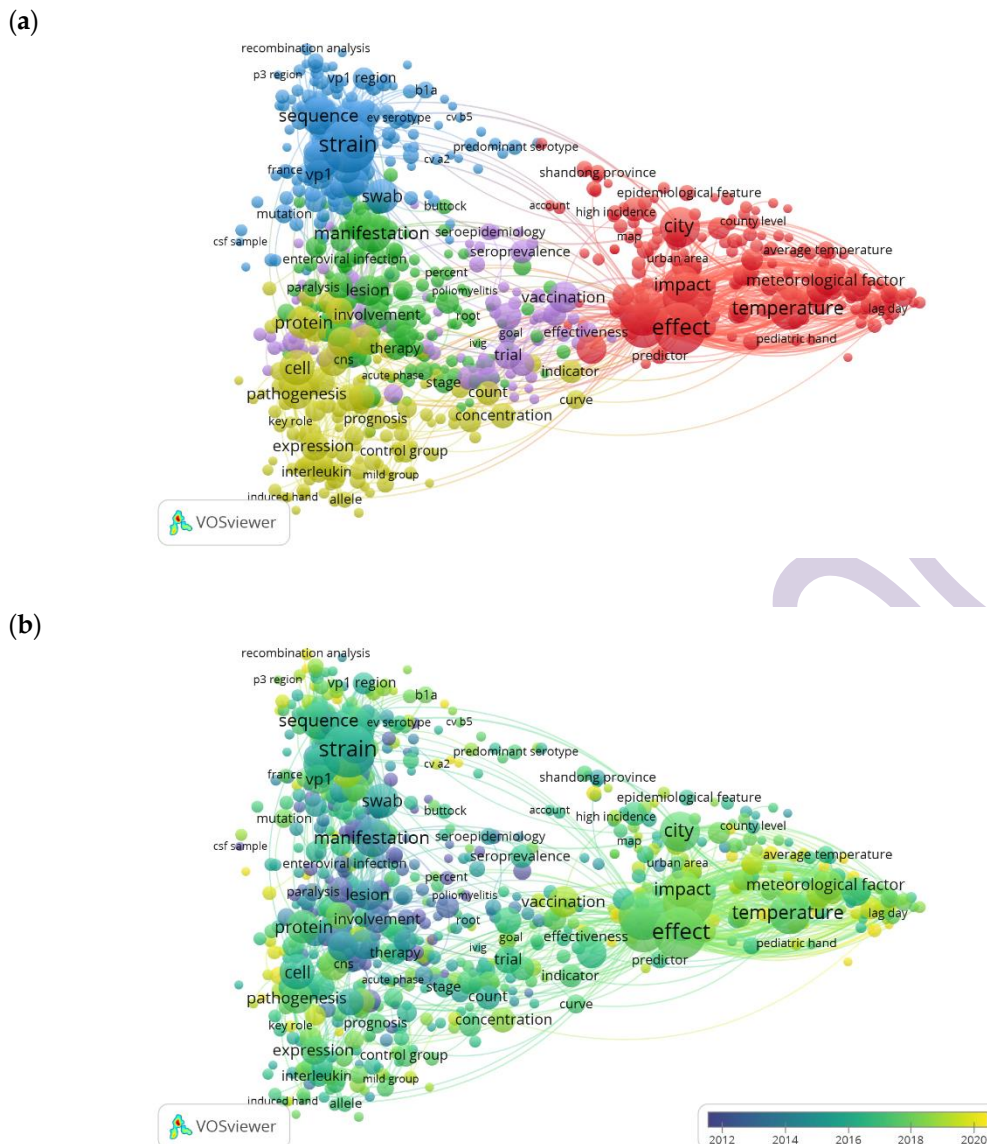 (a)
recombination analysis
p3 region
vp1 region
b1a
sequence
ev serotype
cv b5
strain
predominant serotype
cv a2
shandong province
france
vp1
epidemiological feature
swab
account
high incidence
county level
mutation
buttock
city
csf sample
manifestation
seroepidemiology
map
average temperature
enteroviral infection
seroprevalence
urban area
percent
paralysis
lesion
poliomyelitis
vaccination
impact
meteorological factor
involvement
root
temperature
lag day
protein
goal
effectiveness
effect
cns
therapy
ivig
trial
predictor
pediatric hand
cell
acute phase
stage
indicator
pathogenesis
count
curve
key role
prognosis
concentration
expression
control group
interleukin
mild group
induced hand
allele
VOSviewer
(b)
recombination analysis
p3 region
vp1 region
b1a
sequence
ev serotype
cv b5
strain
predominant serotype
cv a2
shandong province
france
vp1
epidemiological feature
swab
account
high incidence
county level
mutation
buttock
city
csf sample
manifestation
seroepidemiology
map
average temperature
enteroviral infection
seroprevalence
urban area
percent
paralysis
lesion
poliomyelitis
vaccination
impact
meteorological factor
involvement
root
temperature
lag day
protein
goal
effectiveness
effect
cns
therapy
ivig
trial
predictor
pediatric hand
cell
acute phase
stage
indicator
pathogenesis
count
curve
key role
prognosis
concentration
expression
control group
interleukin
mild group
induced hand
allele
VOSviewer
2012 2014 2016 2018 2020